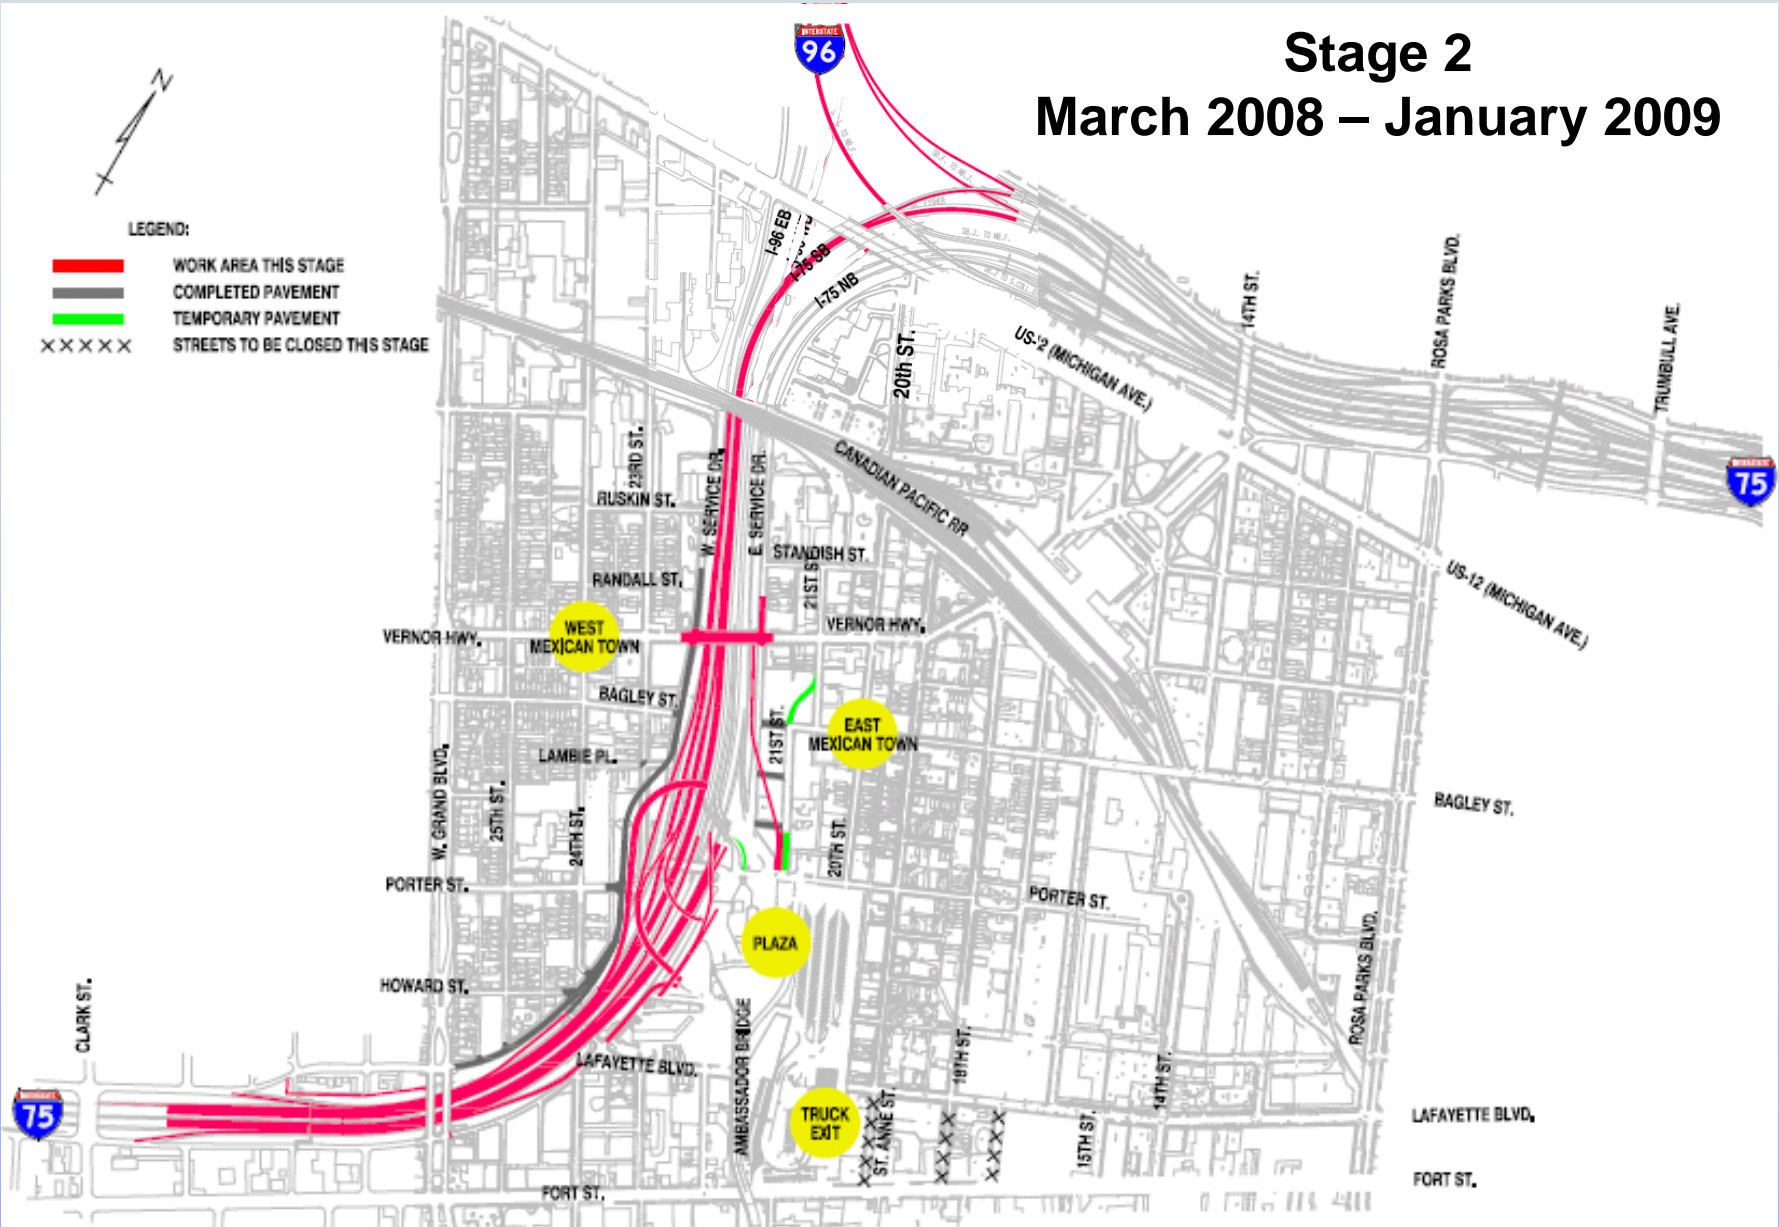 Stage 2
March 2008 – January 2009
INTERSTATE
96
N
LEGEND:
WORK AREA THIS STAGE
COMPLETED PAVEMENT
TEMPORARY PAVEMENT
STREETS TO BE CLOSED THIS STAGE
I-96 EB
I-75 SB
I-75 NB
20th ST.
US-12 (MICHIGAN AVE.)
14TH ST.
ROSA PARKS BLVD.
TRUMBULL AVE.
75
CANADIAN PACIFIC RR
23RD ST.
RUSKIN ST.
W. SERVICE DR.
E. SERVICE DR.
STANDISH ST.
21ST ST.
RANDALL ST.
US-12 (MICHIGAN AVE.)
VERNOR HWY.
WEST
MEXICAN TOWN
VERNOR HWY.
BAGLEY ST.
21ST ST.
EAST
MEXICAN TOWN
LAMBIE PL.
W. GRAND BLVD.
25TH ST.
24TH ST.
20TH ST.
BAGLEY ST.
PORTER ST.
PORTER ST.
PLAZA
HOWARD ST.
ROSA PARKS BLVD.
CLARK ST.
LAFAYETTE BLVD.
AMBASSADOR BRIDGE
18TH ST.
14TH ST.
75
TRUCK
EXIT
ST. ANNE ST.
15TH ST.
LAFAYETTE BLVD.
FORT ST.
FORT ST.